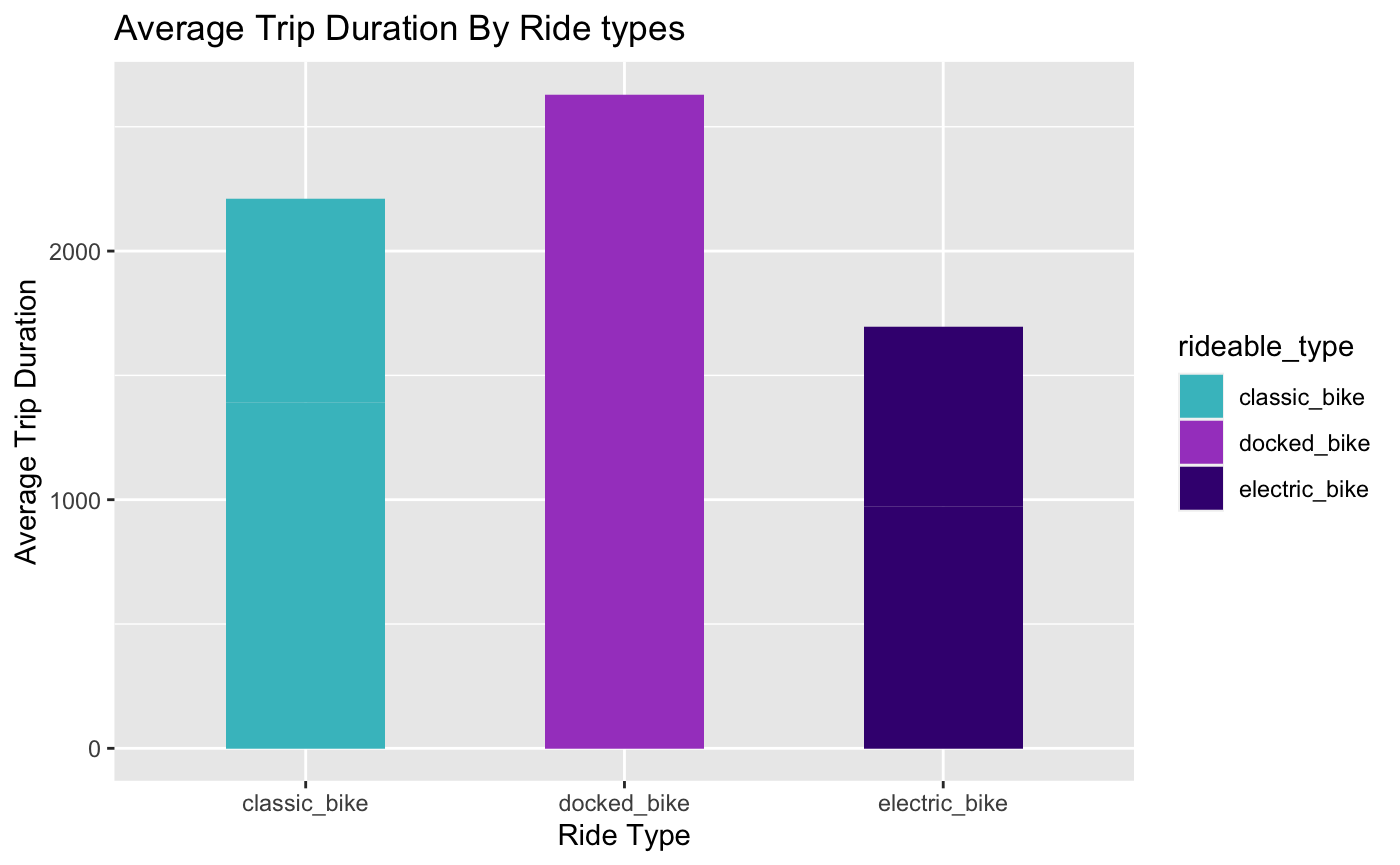 Average Trip Duration By Ride types
Average Trip Duration
2000
1000
0
classic_bike
docked_bike
electric_bike
Ride Type
rideable_type
classic_bike
docked_bike
electric_bike